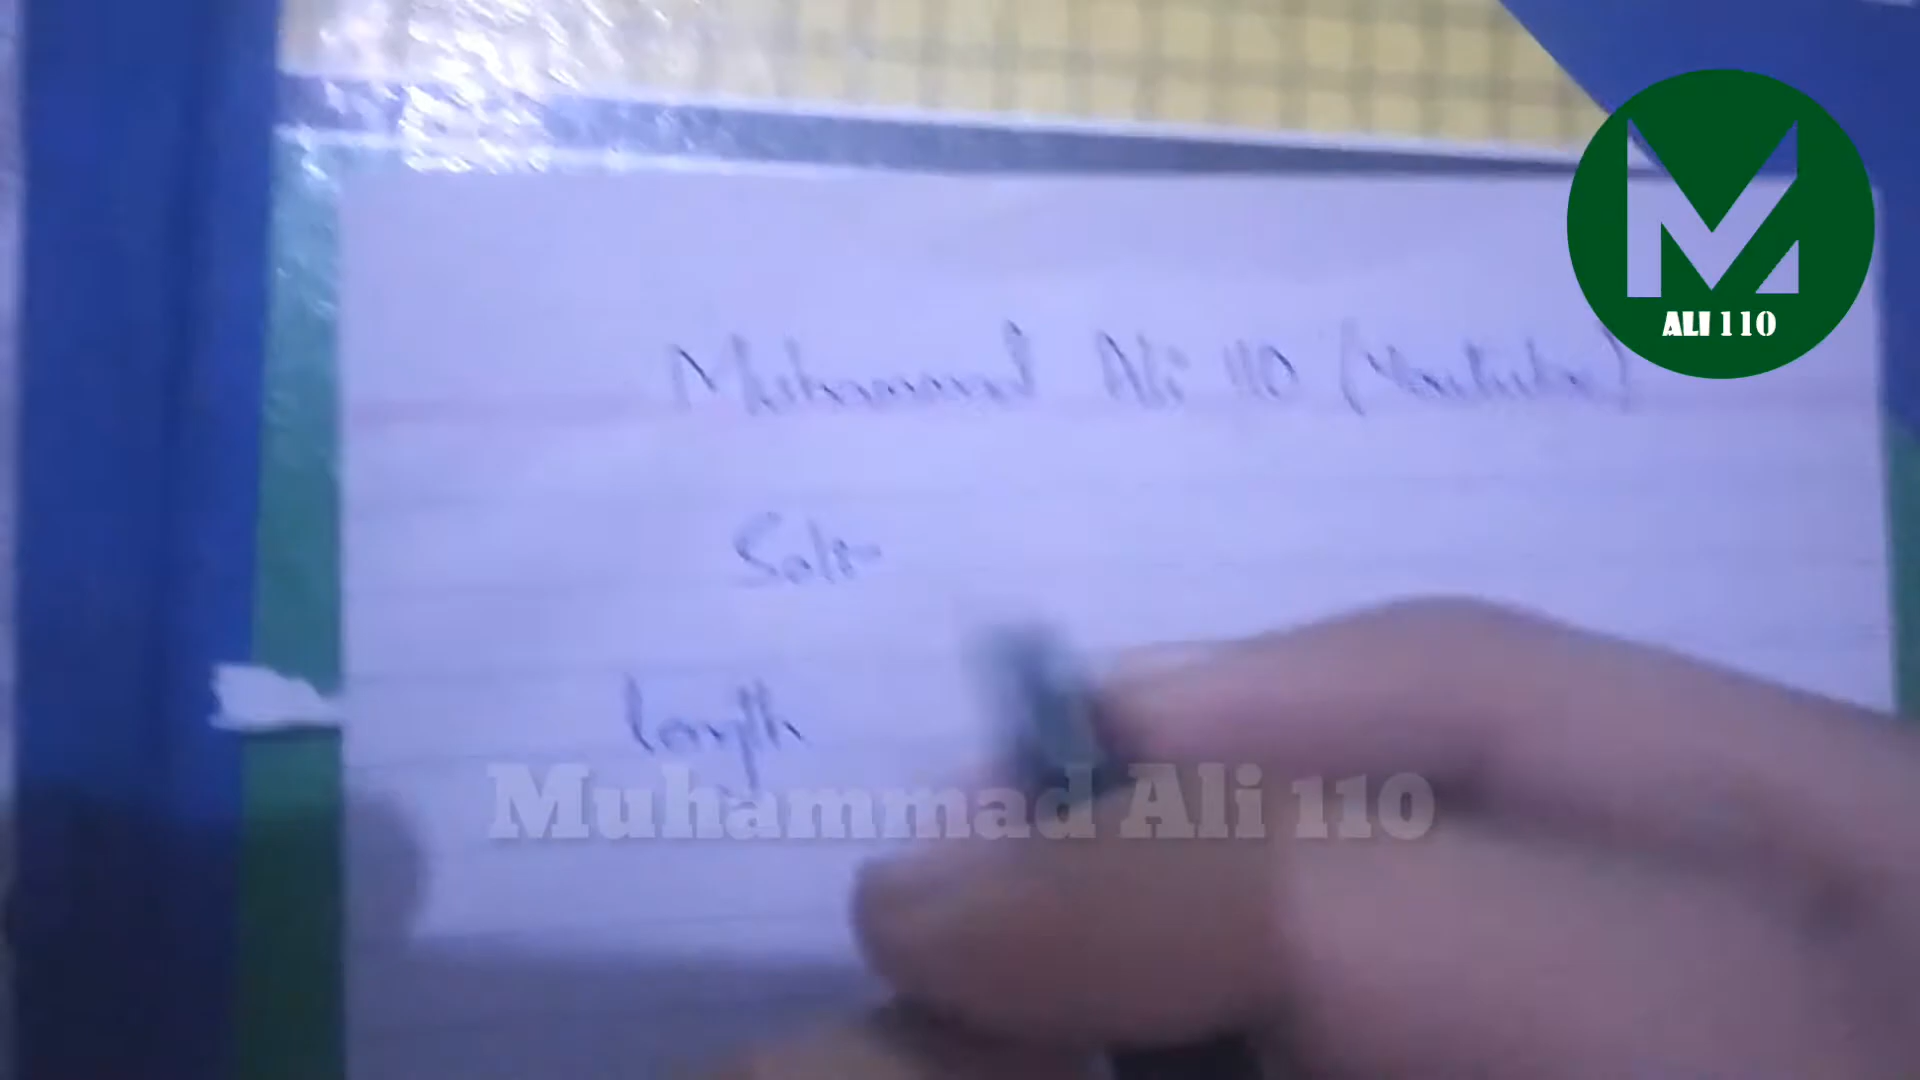 M
ALI 110
Muhammad Ali 110 (Youtube)
Sol:-
length
Muhammad Ali 110